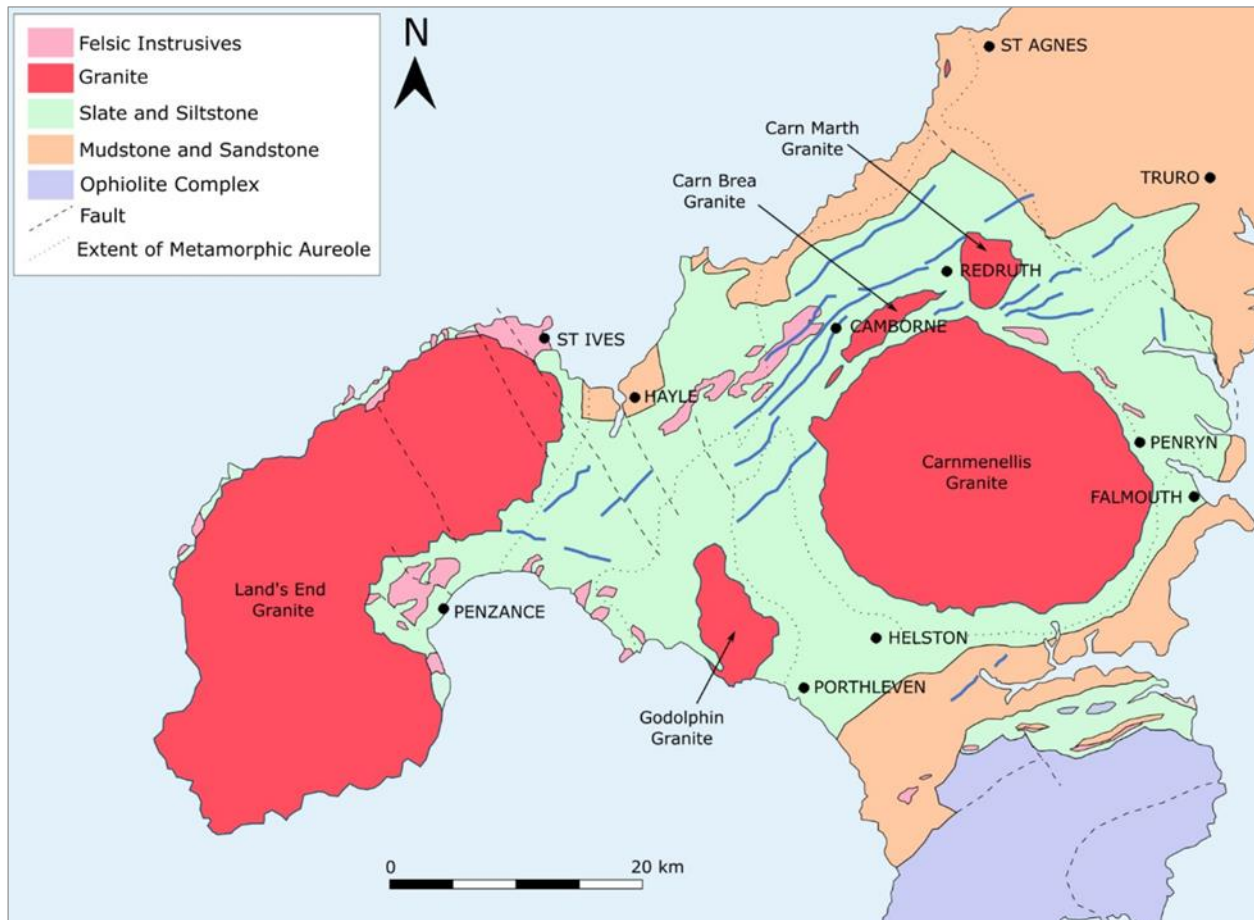 Felsic Instrusives
Granite
Slate and Siltstone
Mudstone and Sandstone
Ophiolite Complex
Fault
Extent of Metamorphic Aureole
N
ST AGNES
Carn Marth
Granite
TRURO
Carn Brea
Granite
REDRUTH
CAMBORNE
ST IVES
HAYLE
PENRYN
Carnmenellis
Granite
FALMOUTH
Land's End
Granite
PENZANCE
HELSTON
PORTHLEVEN
Godolphin
Granite
0 20 km